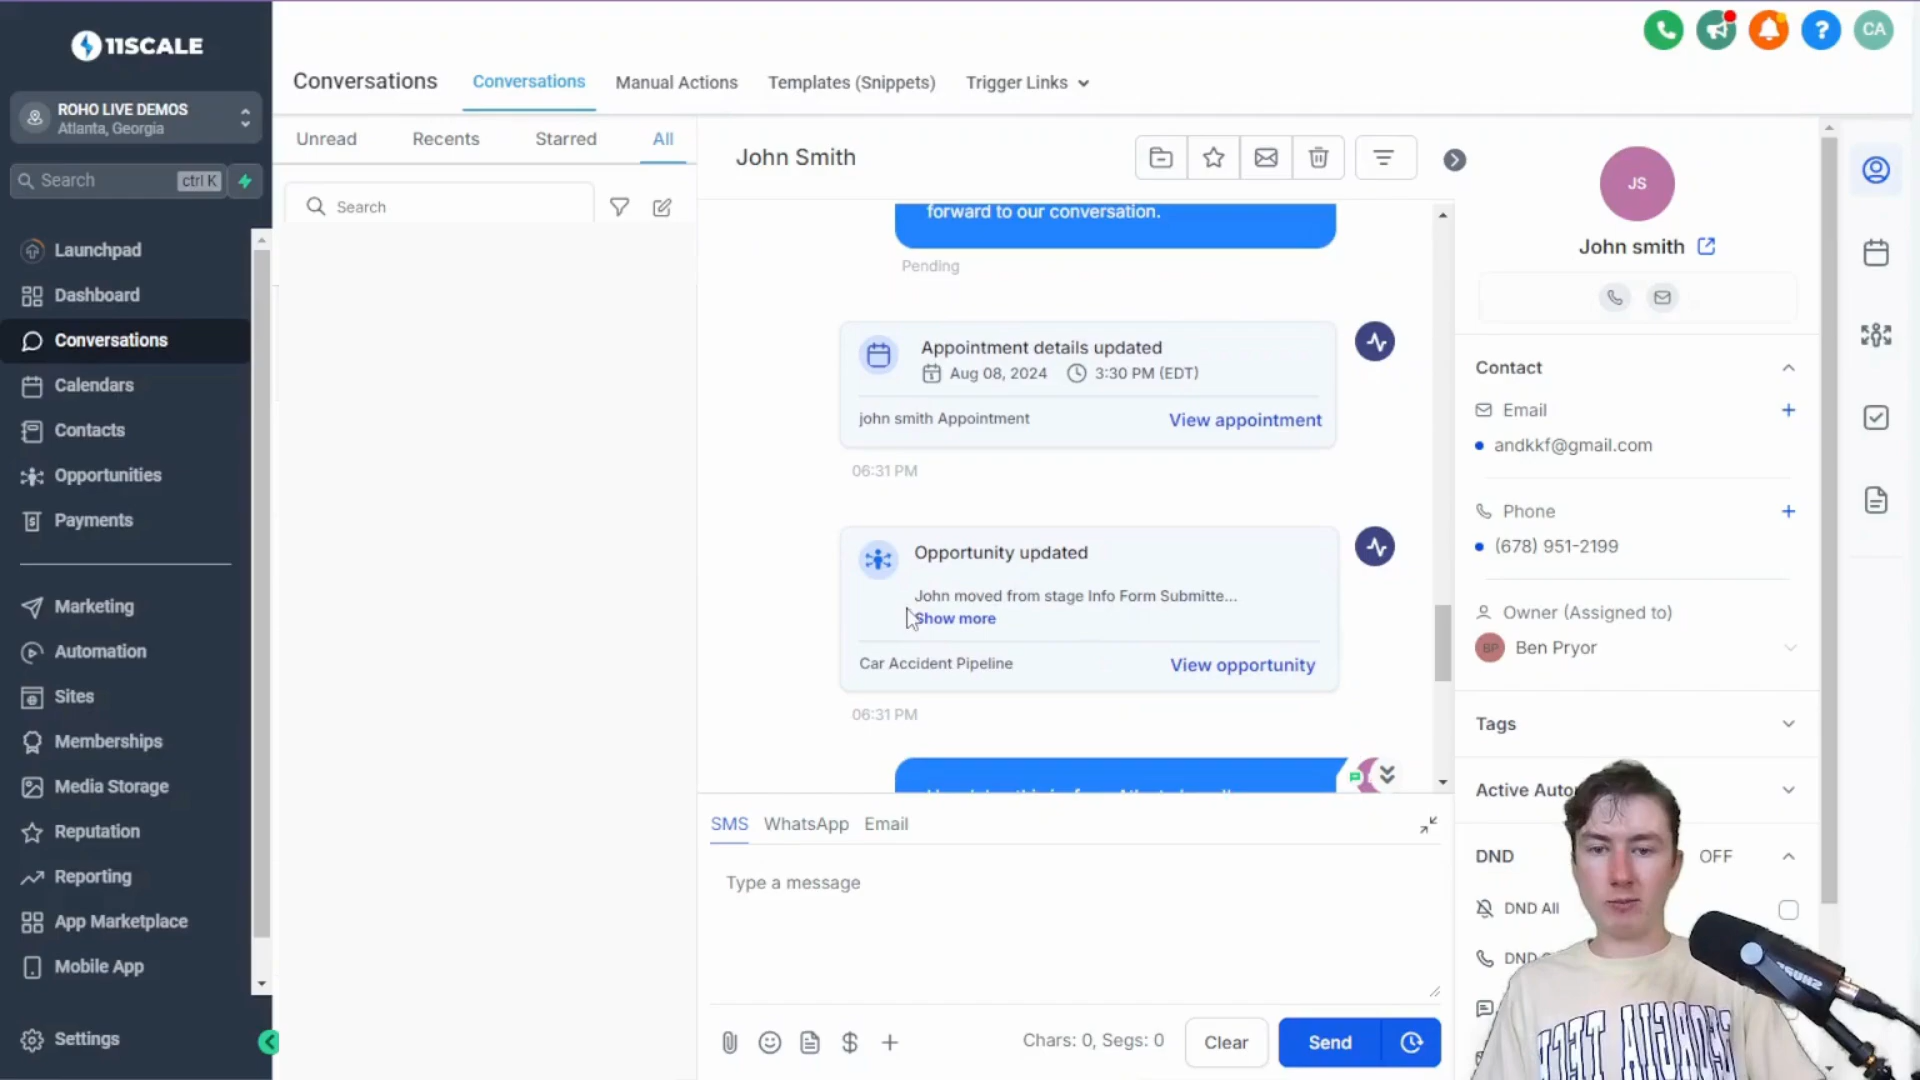 11SCALE
ROHO LIVE DEMOS
Atlanta, Georgia
Search
ctrl K
Launchpad
Dashboard
Conversations
Calendars
Contacts
Opportunities
Payments
Marketing
Automation
Sites
Memberships
Media Storage
Reputation
Reporting
App Marketplace
Mobile App
Settings
Conversations
Conversations
Manual Actions
Templates (Snippets)
Trigger Links
CA
Unread
Recents
Starred
All
Search
John Smith
forward to our conversation.
Pending
Appointment details updated
Aug 08, 2024
3:30 PM (EDT)
john smith Appointment
View appointment
06:31 PM
Opportunity updated
John moved from stage Info Form Submitte...
Show more
Car Accident Pipeline
View opportunity
06:31 PM
SMS
WhatsApp
Email
Type a message
Chars: 0, Segs: 0
Clear
Send
JS
John smith
Contact
Email
andkkf@gmail.com
Phone
(678) 951-2199
Owner (Assigned to)
BP
Ben Pryor
Tags
Active Auto
DND
OFF
DND All
DND
SHURE